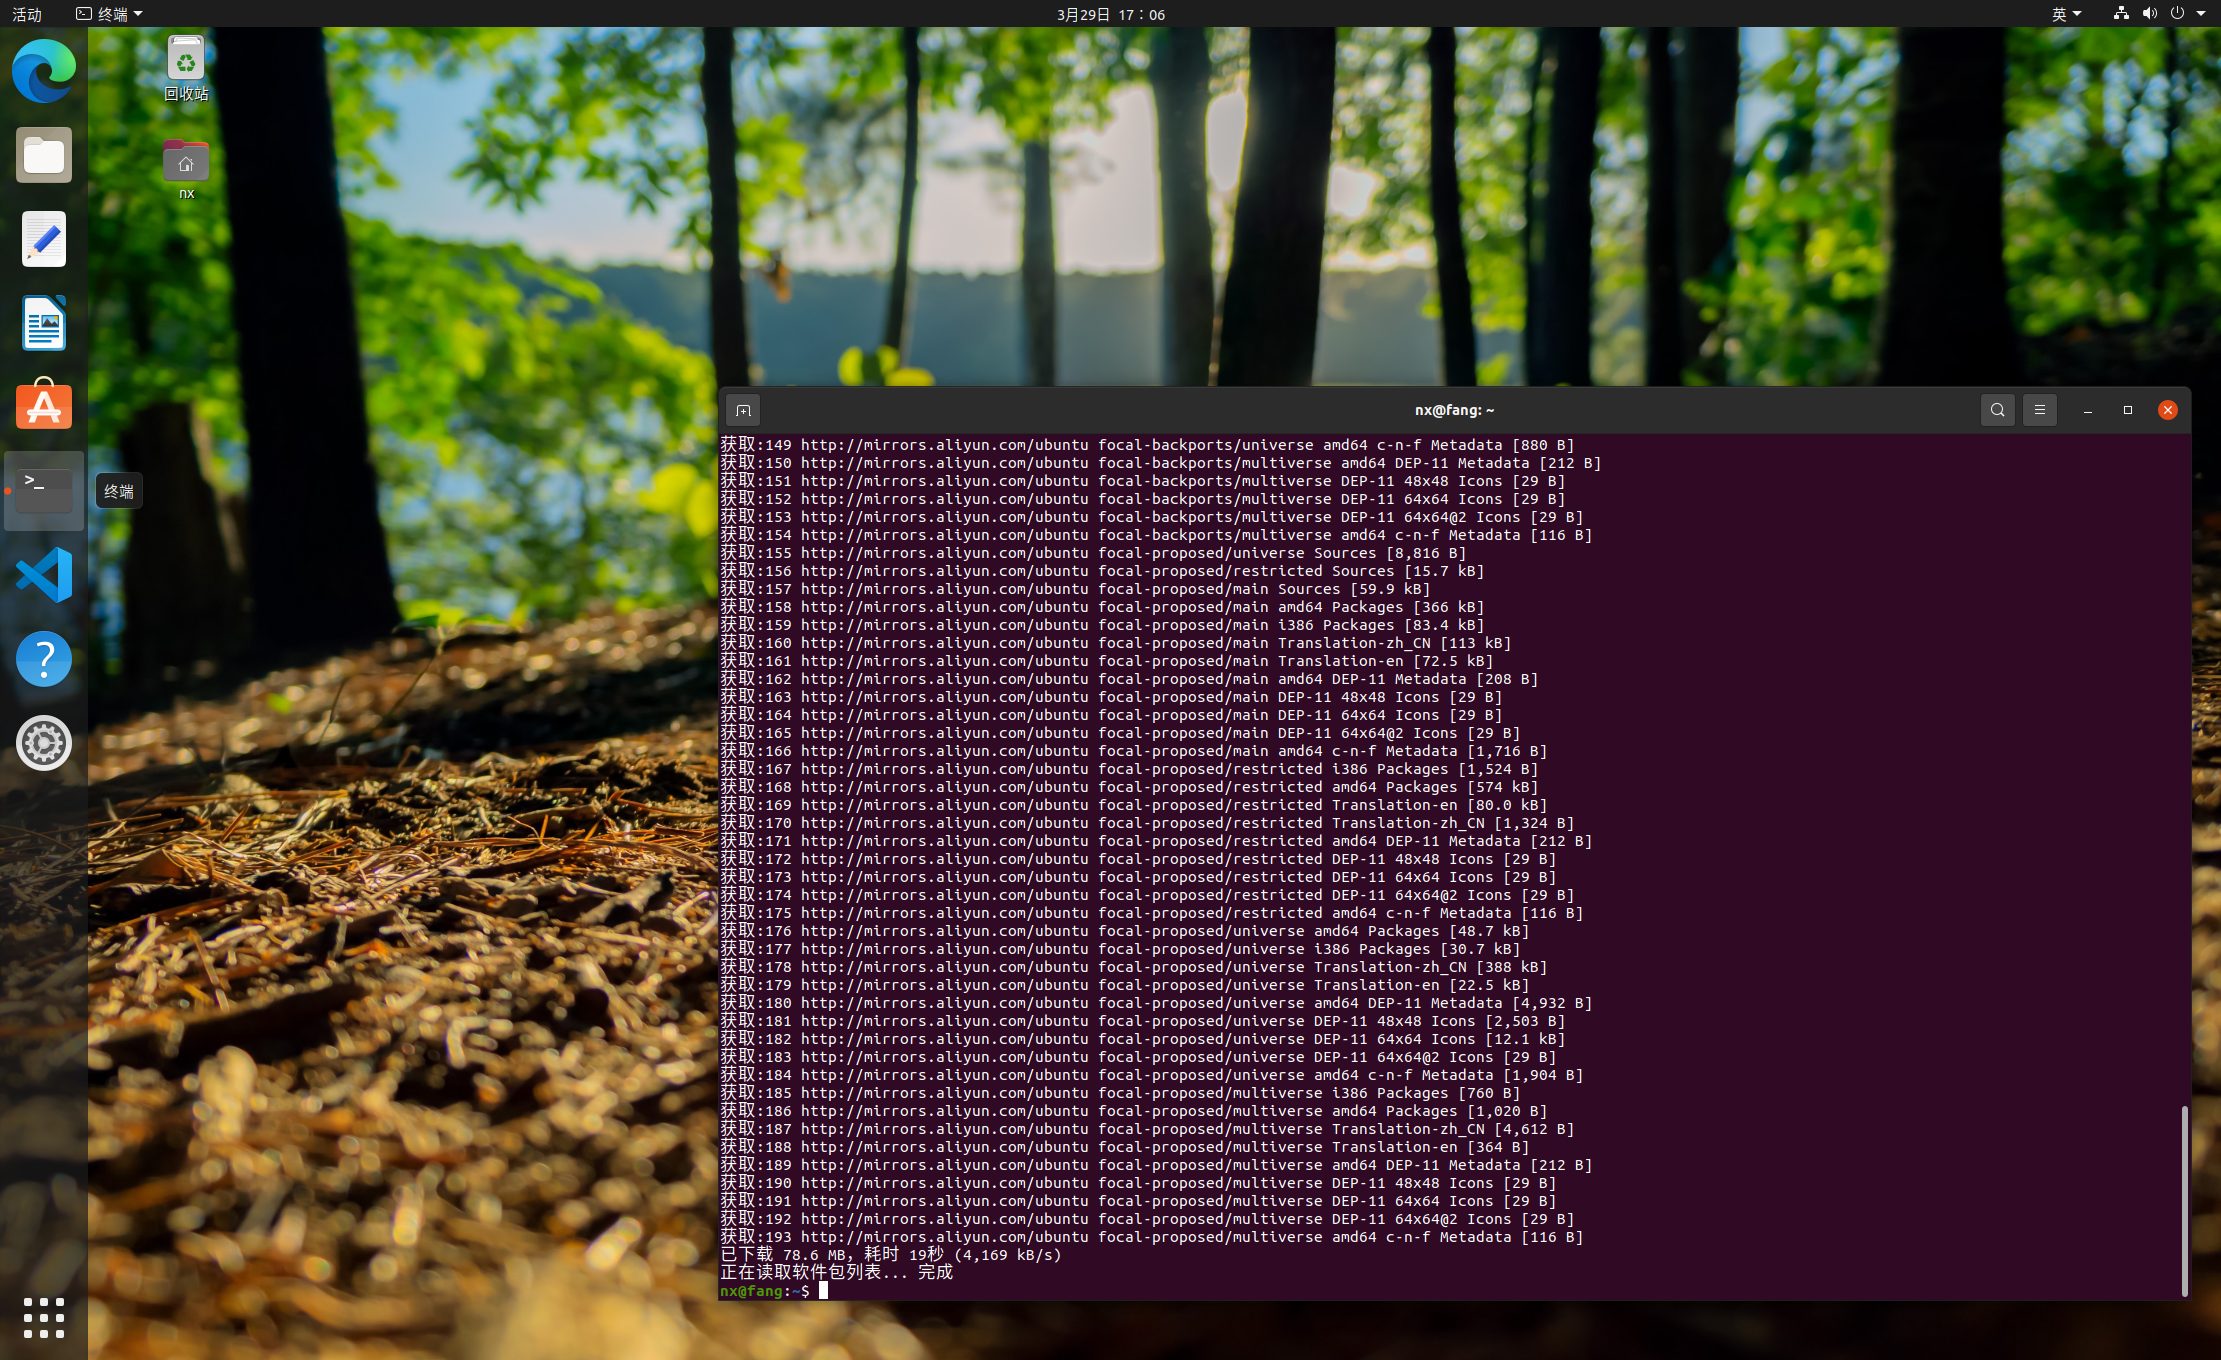 活动 终端 3月29日 17：06 英
回收站
nx
终端
nx@fang: ~
获取:149 http://mirrors.aliyun.com/ubuntu focal-backports/universe amd64 c-n-f Metadata [880 B]
获取:150 http://mirrors.aliyun.com/ubuntu focal-backports/multiverse amd64 DEP-11 Metadata [212 B]
获取:151 http://mirrors.aliyun.com/ubuntu focal-backports/multiverse DEP-11 48x48 Icons [29 B]
获取:152 http://mirrors.aliyun.com/ubuntu focal-backports/multiverse DEP-11 64x64 Icons [29 B]
获取:153 http://mirrors.aliyun.com/ubuntu focal-backports/multiverse DEP-11 64x64@2 Icons [29 B]
获取:154 http://mirrors.aliyun.com/ubuntu focal-backports/multiverse amd64 c-n-f Metadata [116 B]
获取:155 http://mirrors.aliyun.com/ubuntu focal-proposed/universe Sources [8,816 B]
获取:156 http://mirrors.aliyun.com/ubuntu focal-proposed/restricted Sources [15.7 kB]
获取:157 http://mirrors.aliyun.com/ubuntu focal-proposed/main Sources [59.9 kB]
获取:158 http://mirrors.aliyun.com/ubuntu focal-proposed/main amd64 Packages [366 kB]
获取:159 http://mirrors.aliyun.com/ubuntu focal-proposed/main i386 Packages [83.4 kB]
获取:160 http://mirrors.aliyun.com/ubuntu focal-proposed/main Translation-zh_CN [113 kB]
获取:161 http://mirrors.aliyun.com/ubuntu focal-proposed/main Translation-en [72.5 kB]
获取:162 http://mirrors.aliyun.com/ubuntu focal-proposed/main amd64 DEP-11 Metadata [208 B]
获取:163 http://mirrors.aliyun.com/ubuntu focal-proposed/main DEP-11 48x48 Icons [29 B]
获取:164 http://mirrors.aliyun.com/ubuntu focal-proposed/main DEP-11 64x64 Icons [29 B]
获取:165 http://mirrors.aliyun.com/ubuntu focal-proposed/main DEP-11 64x64@2 Icons [29 B]
获取:166 http://mirrors.aliyun.com/ubuntu focal-proposed/main amd64 c-n-f Metadata [1,716 B]
获取:167 http://mirrors.aliyun.com/ubuntu focal-proposed/restricted i386 Packages [1,524 B]
获取:168 http://mirrors.aliyun.com/ubuntu focal-proposed/restricted amd64 Packages [574 kB]
获取:169 http://mirrors.aliyun.com/ubuntu focal-proposed/restricted Translation-en [80.0 kB]
获取:170 http://mirrors.aliyun.com/ubuntu focal-proposed/restricted Translation-zh_CN [1,324 B]
获取:171 http://mirrors.aliyun.com/ubuntu focal-proposed/restricted amd64 DEP-11 Metadata [212 B]
获取:172 http://mirrors.aliyun.com/ubuntu focal-proposed/restricted DEP-11 48x48 Icons [29 B]
获取:173 http://mirrors.aliyun.com/ubuntu focal-proposed/restricted DEP-11 64x64 Icons [29 B]
获取:174 http://mirrors.aliyun.com/ubuntu focal-proposed/restricted DEP-11 64x64@2 Icons [29 B]
获取:175 http://mirrors.aliyun.com/ubuntu focal-proposed/restricted amd64 c-n-f Metadata [116 B]
获取:176 http://mirrors.aliyun.com/ubuntu focal-proposed/universe amd64 Packages [48.7 kB]
获取:177 http://mirrors.aliyun.com/ubuntu focal-proposed/universe i386 Packages [30.7 kB]
获取:178 http://mirrors.aliyun.com/ubuntu focal-proposed/universe Translation-zh_CN [388 kB]
获取:179 http://mirrors.aliyun.com/ubuntu focal-proposed/universe Translation-en [22.5 kB]
获取:180 http://mirrors.aliyun.com/ubuntu focal-proposed/universe amd64 DEP-11 Metadata [4,932 B]
获取:181 http://mirrors.aliyun.com/ubuntu focal-proposed/universe DEP-11 48x48 Icons [2,503 B]
获取:182 http://mirrors.aliyun.com/ubuntu focal-proposed/universe DEP-11 64x64 Icons [12.1 kB]
获取:183 http://mirrors.aliyun.com/ubuntu focal-proposed/universe DEP-11 64x64@2 Icons [29 B]
获取:184 http://mirrors.aliyun.com/ubuntu focal-proposed/universe amd64 c-n-f Metadata [1,904 B]
获取:185 http://mirrors.aliyun.com/ubuntu focal-proposed/multiverse i386 Packages [760 B]
获取:186 http://mirrors.aliyun.com/ubuntu focal-proposed/multiverse amd64 Packages [1,020 B]
获取:187 http://mirrors.aliyun.com/ubuntu focal-proposed/multiverse Translation-zh_CN [4,612 B]
获取:188 http://mirrors.aliyun.com/ubuntu focal-proposed/multiverse Translation-en [364 B]
获取:189 http://mirrors.aliyun.com/ubuntu focal-proposed/multiverse amd64 DEP-11 Metadata [212 B]
获取:190 http://mirrors.aliyun.com/ubuntu focal-proposed/multiverse DEP-11 48x48 Icons [29 B]
获取:191 http://mirrors.aliyun.com/ubuntu focal-proposed/multiverse DEP-11 64x64 Icons [29 B]
获取:192 http://mirrors.aliyun.com/ubuntu focal-proposed/multiverse DEP-11 64x64@2 Icons [29 B]
获取:193 http://mirrors.aliyun.com/ubuntu focal-proposed/multiverse amd64 c-n-f Metadata [116 B]
已下载 78.6 MB，耗时 19秒 (4,169 kB/s)
正在读取软件包列表... 完成
nx@fang:~$